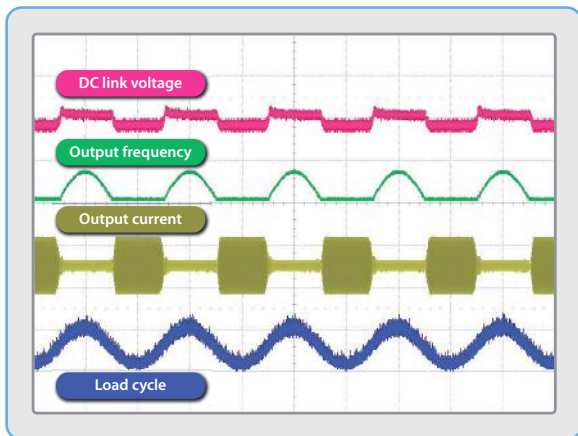 DC link voltage
Output frequency
Output current
Load cycle